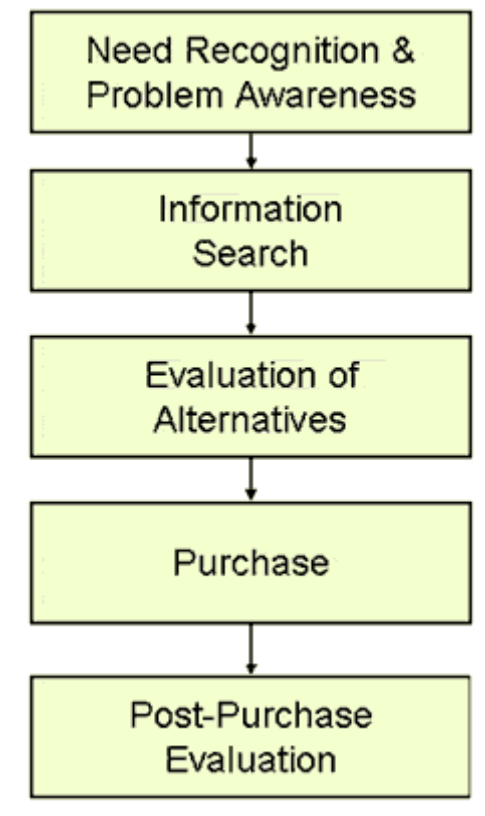 Need Recognition &
Problem Awareness
Information
Search
Evaluation of
Alternatives
Purchase
Post-Purchase
Evaluation